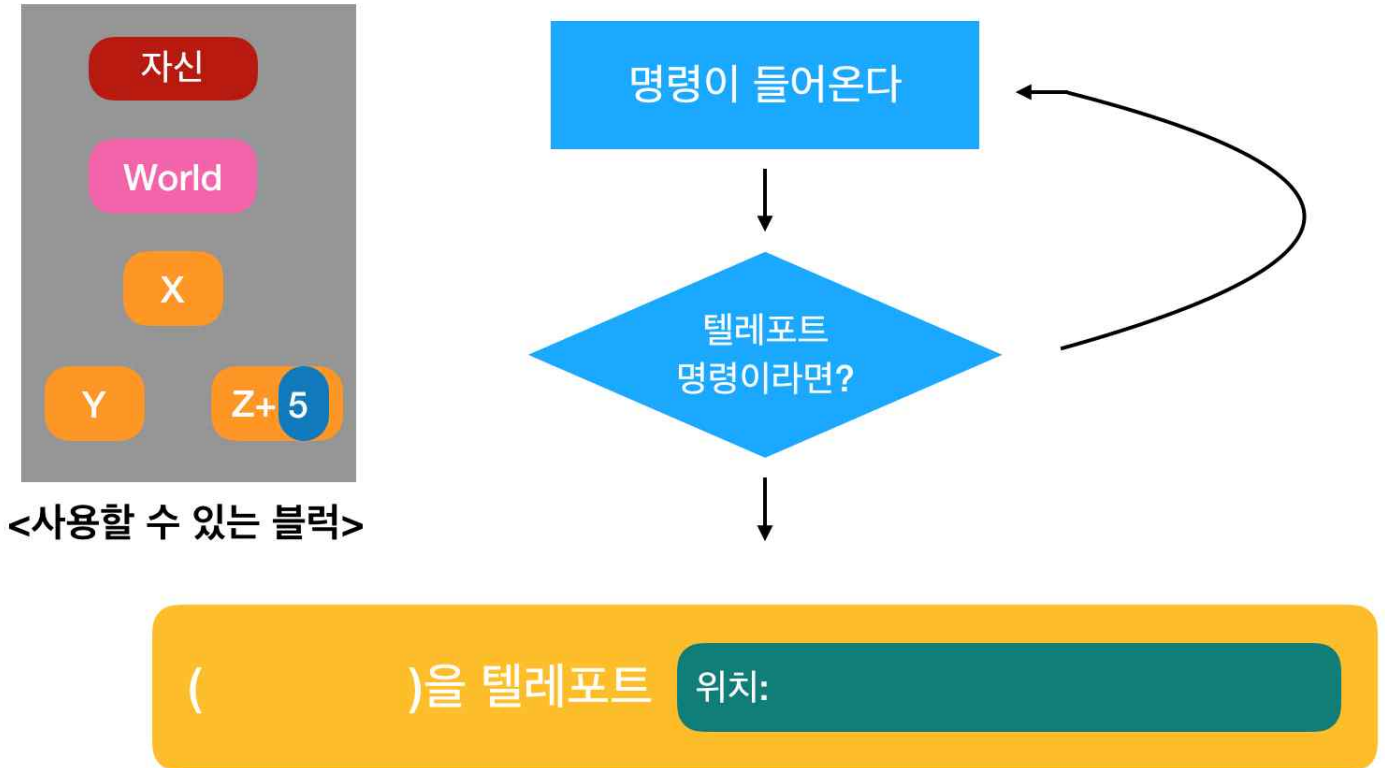 자신
World
X
Y
Z+ 5
<사용할 수 있는 블럭>
명령이 들어온다
텔레포트
명령이라면?
( )을 텔레포트 위치: